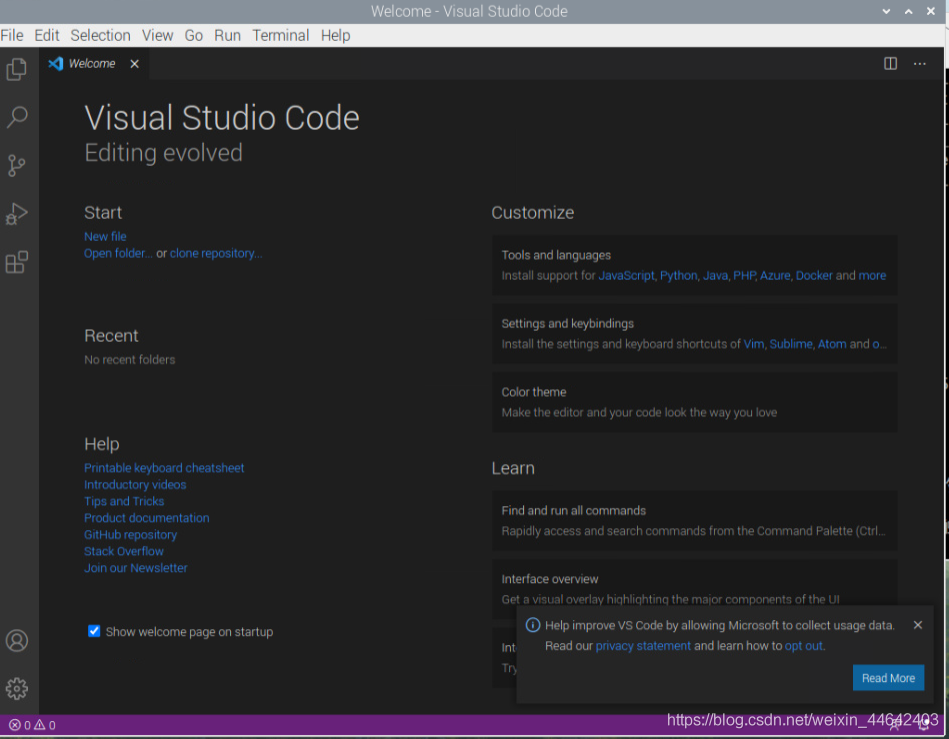 Welcome - Visual Studio Code
File Edit Selection View Go Run Terminal Help
Welcome
Visual Studio Code
Editing evolved
Start
New file
Open folder... or clone repository...
Recent
No recent folders
Help
Printable keyboard cheatsheet
Introductory videos
Tips and Tricks
Product documentation
GitHub repository
Stack Overflow
Join our Newsletter
Show welcome page on startup
Customize
Tools and languages
Install support for JavaScript, Python, Java, PHP, Azure, Docker and more
Settings and keybindings
Install the settings and keyboard shortcuts of Vim, Sublime, Atom and o...
Color theme
Make the editor and your code look the way you love
Learn
Find and run all commands
Rapidly access and search commands from the Command Palette (Ctrl...
Interface overview
Get a visual overlay highlighting the major components of the UI
Int
Try
Help improve VS Code by allowing Microsoft to collect usage data.
Read our privacy statement and learn how to opt out.
Read More
0 0
https://blog.csdn.net/weixin_44642403